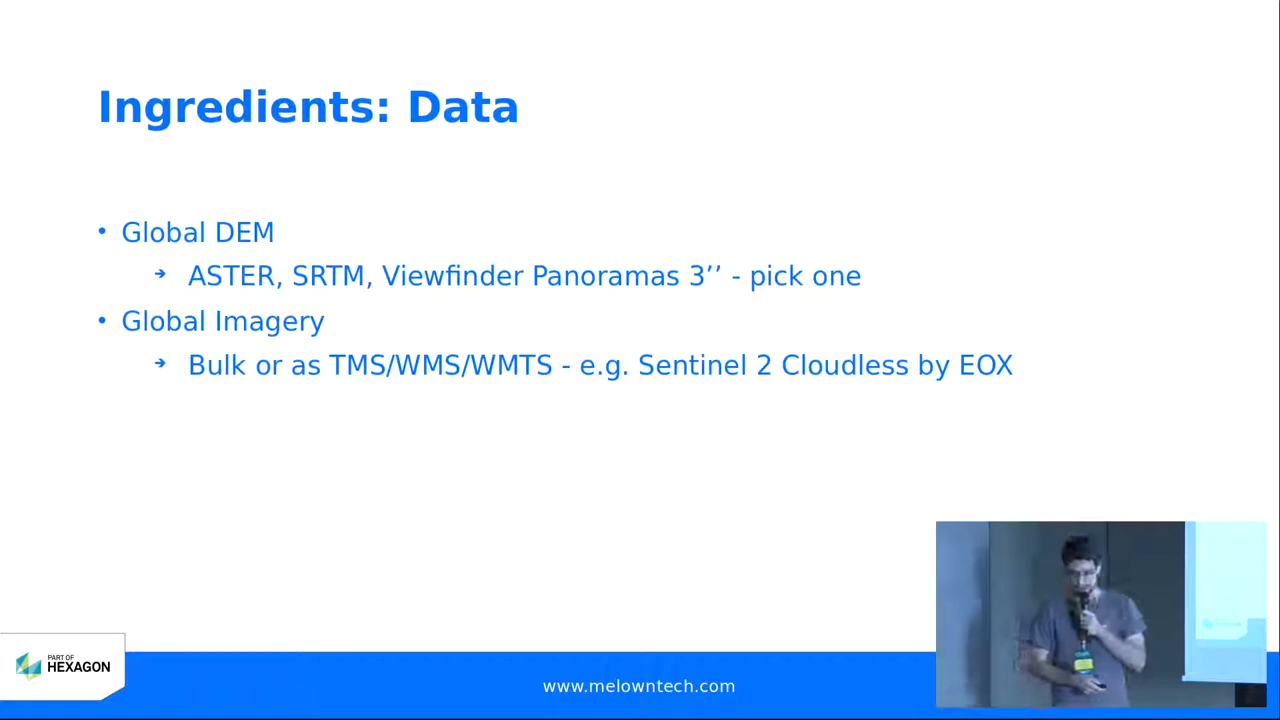 Ingredients: Data
• Global DEM
➔ ASTER, SRTM, Viewfinder Panoramas 3’’ - pick one
• Global Imagery
➔ Bulk or as TMS/WMS/WMTS - e.g. Sentinel 2 Cloudless by EOX
PART OF
HEXAGON
www.melowntech.com